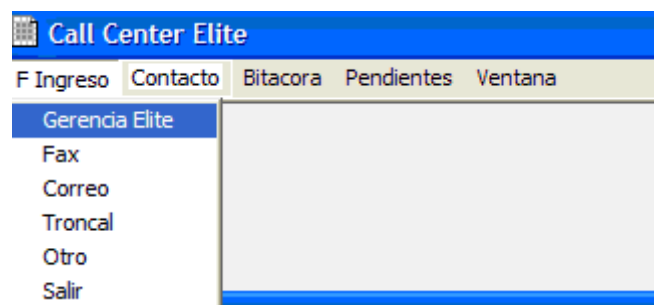 Call Center Elite
F Ingreso Contacto Bitacora Pendientes Ventana
Gerencia Elite
Fax
Correo
Troncal
Otro
Salir